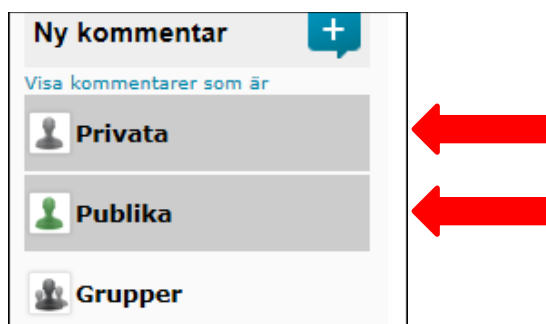 Ny kommentar
Visa kommentarer som är
Privata
Publika
Grupper